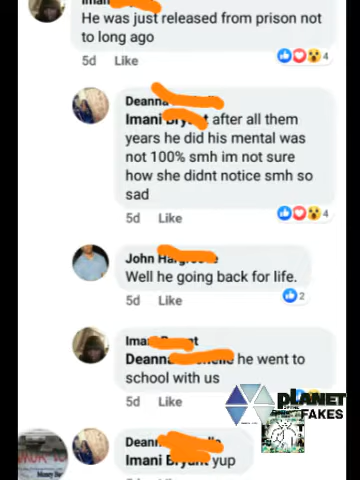 He was just released from prison not
to long ago
5d Like
4
Deanna
Imani Bryant after all them
years he did his mental was
not 100% smh im not sure
how she didnt notice smh so
sad
5d Like
4
John
Well he going back for life.
5d Like
2
Deanna he went to
school with us
5d Like
PLANET
FAKES
Imani Bryant yup